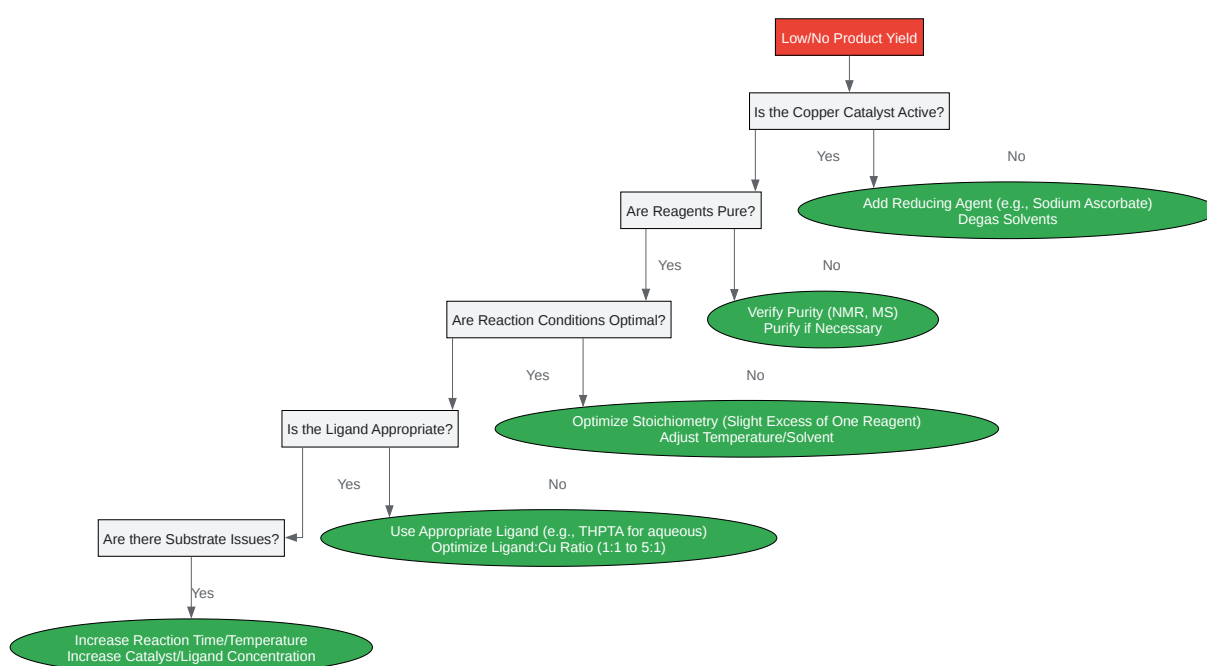 Low/No Product Yield
Is the Copper Catalyst Active?
Yes
No
Add Reducing Agent (e.g., Sodium Ascorbate)
Degas Solvents
Are Reagents Pure?
Yes
No
Verify Purity (NMR, MS)
Purify if Necessary
Are Reaction Conditions Optimal?
Yes
No
Optimize Stoichiometry (Slight Excess of One Reagent)
Adjust Temperature/Solvent
Is the Ligand Appropriate?
Yes
No
Use Appropriate Ligand (e.g., THPTA for aqueous)
Optimize Ligand:Cu Ratio (1:1 to 5:1)
Are there Substrate Issues?
Yes
Increase Reaction Time/Temperature
Increase Catalyst/Ligand Concentration